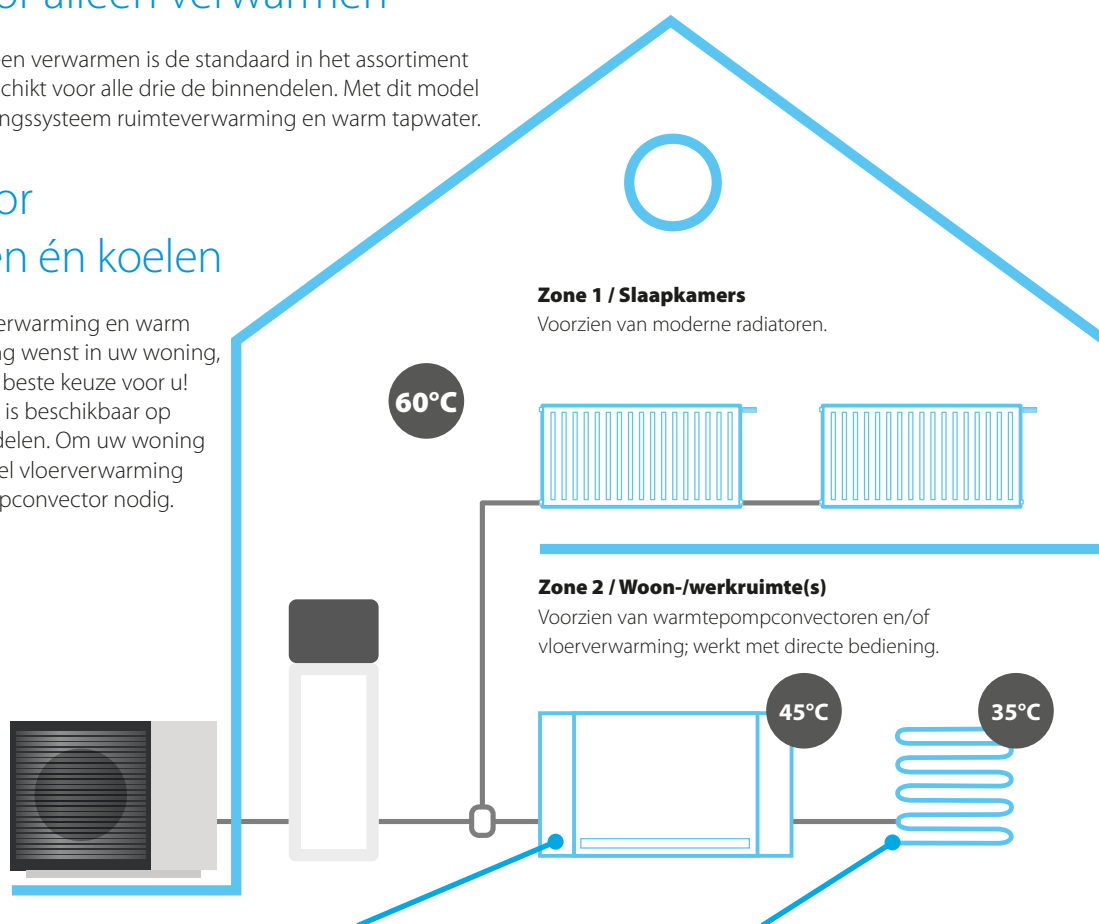 alleen verwarmen
en verwarmen is de standaard in het assortiment
chikt voor alle drie de binnendelen. Met dit model
ngssysteem ruimteverwarming en warm tapwater.
or
en én koelen
erwarming en warm
ng wenst in uw woning,
beste keuze voor u!
is beschikbaar op
delen. Om uw woning
el vloerverwarming
pconvector nodig.
Zone 1 / Slaapkamers
Voorzien van moderne radiatoren.
60°C
Zone 2 / Woon-/werkruimte(s)
Voorzien van warmtepompconvectoren en/of
vloerverwarming; werkt met directe bediening.
45°C
35°C